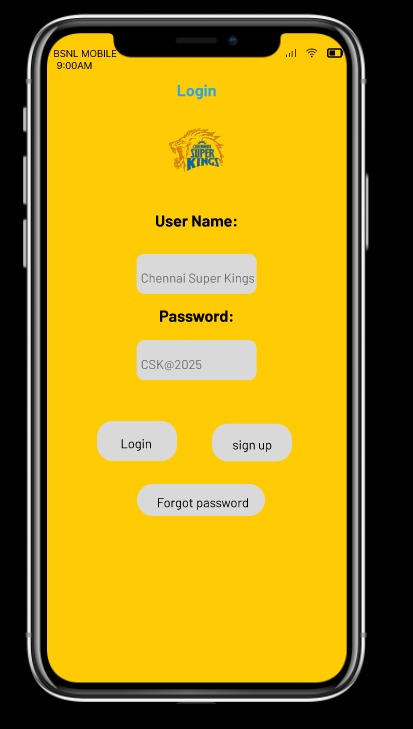 BSNL MOBILE
9:00AM
Login
CHENNAI
SUPER
KINGS
User Name:
Chennai Super Kings
Password:
CSK@2025
Login
sign up
Forgot password